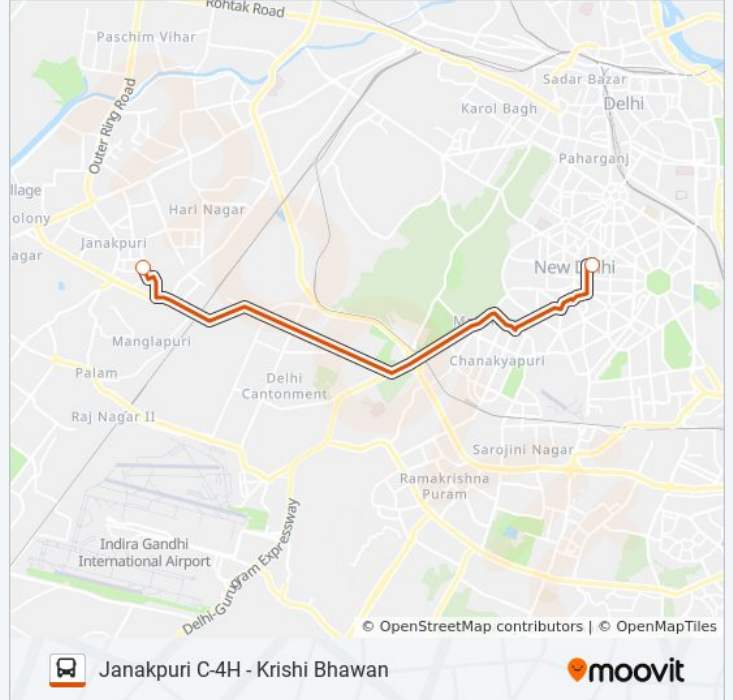 Rohtak Road
Paschim Vihar
Sadar Bazar
Delhi
Karol Bagh
Outer Ring Road
Paharganj
llage
olony
Hari Nagar
Janakpuri
agar
New Delhi
Manglapuri
Chanakyapuri
Palam
Delhi
Cantonment
Raj Nagar II
Sarojini Nagar
Ramakrishna
Puram
Indira Gandhi
International Airport
Delhi-Gurugram Expressway
© OpenStreetMap contributors | © OpenMapTiles
Janakpuri C-4H - Krishi Bhawan
moovit